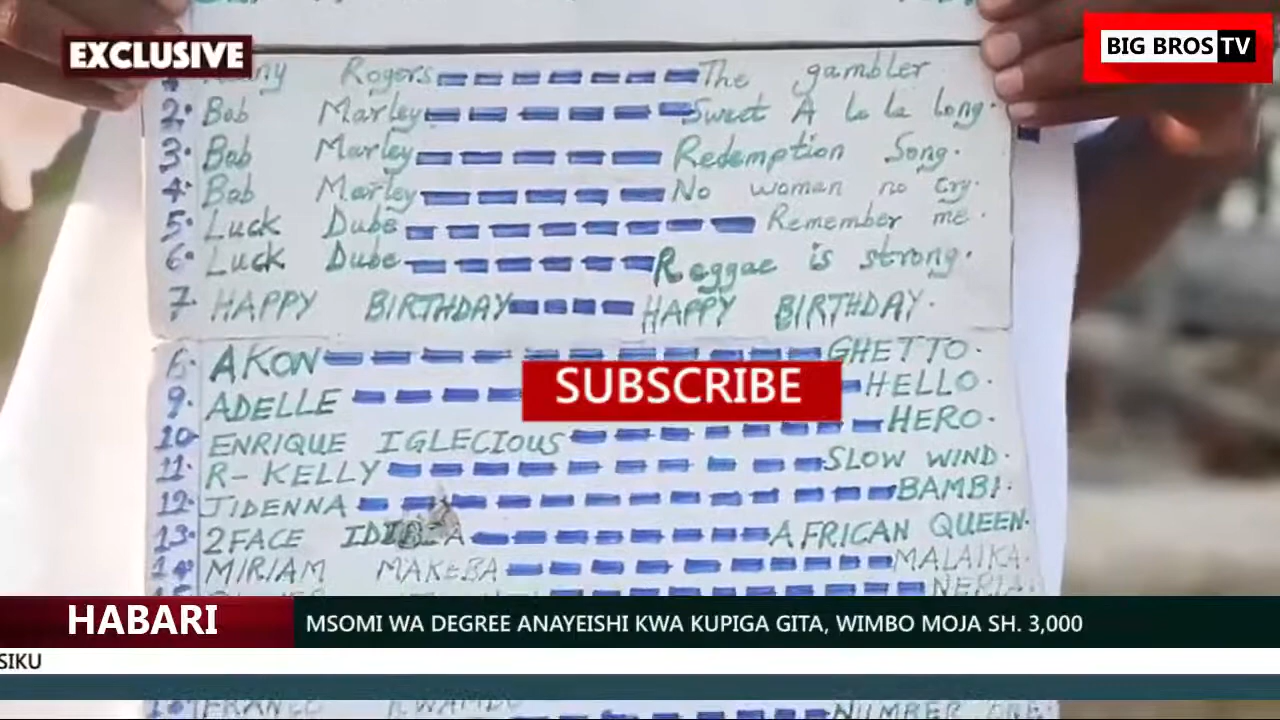 EXCLUSIVE
BIG BROS TV
Rogers The gambler
2. Bob Marley Sweet A la la long.
3. Bob Marley Redemption Song.
4. Bob Marley No woman no cry.
5. Luck Dube Remember me.
6. Luck Dube Reggae is strong.
7. HAPPY BIRTHDAY HAPPY BIRTHDAY.
8. AKON GHETTO.
SUBSCRIBE
9. ADELLE HELLO.
10. ENRIQUE IGLECIOUS HERO.
11. R-KELLY SLOW WIND.
12. JIDENNA BAMBI.
13. 2FACE AFRICAN QUEEN.
14. MIRIAM MAKEBA MALAIKA.
HABARI
MSOMI WA DEGREE ANAYEISHI KWA KUPIGA GITA, WIMBO MOJA SH. 3,000
SIKU
NUMBER ONE